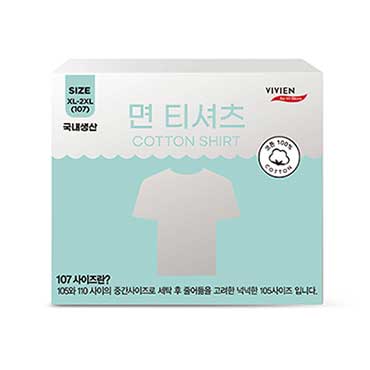 SIZE
XL-2XL
(107)
국내생산
VIVIEN
면 티셔츠
COTTON SHIRT
코튼 100%
COTTON
107 사이즈란?
105와 110 사이의 중간사이즈로 세탁 후 줄어듦을 고려한 넉넉한 105사이즈 입니다.